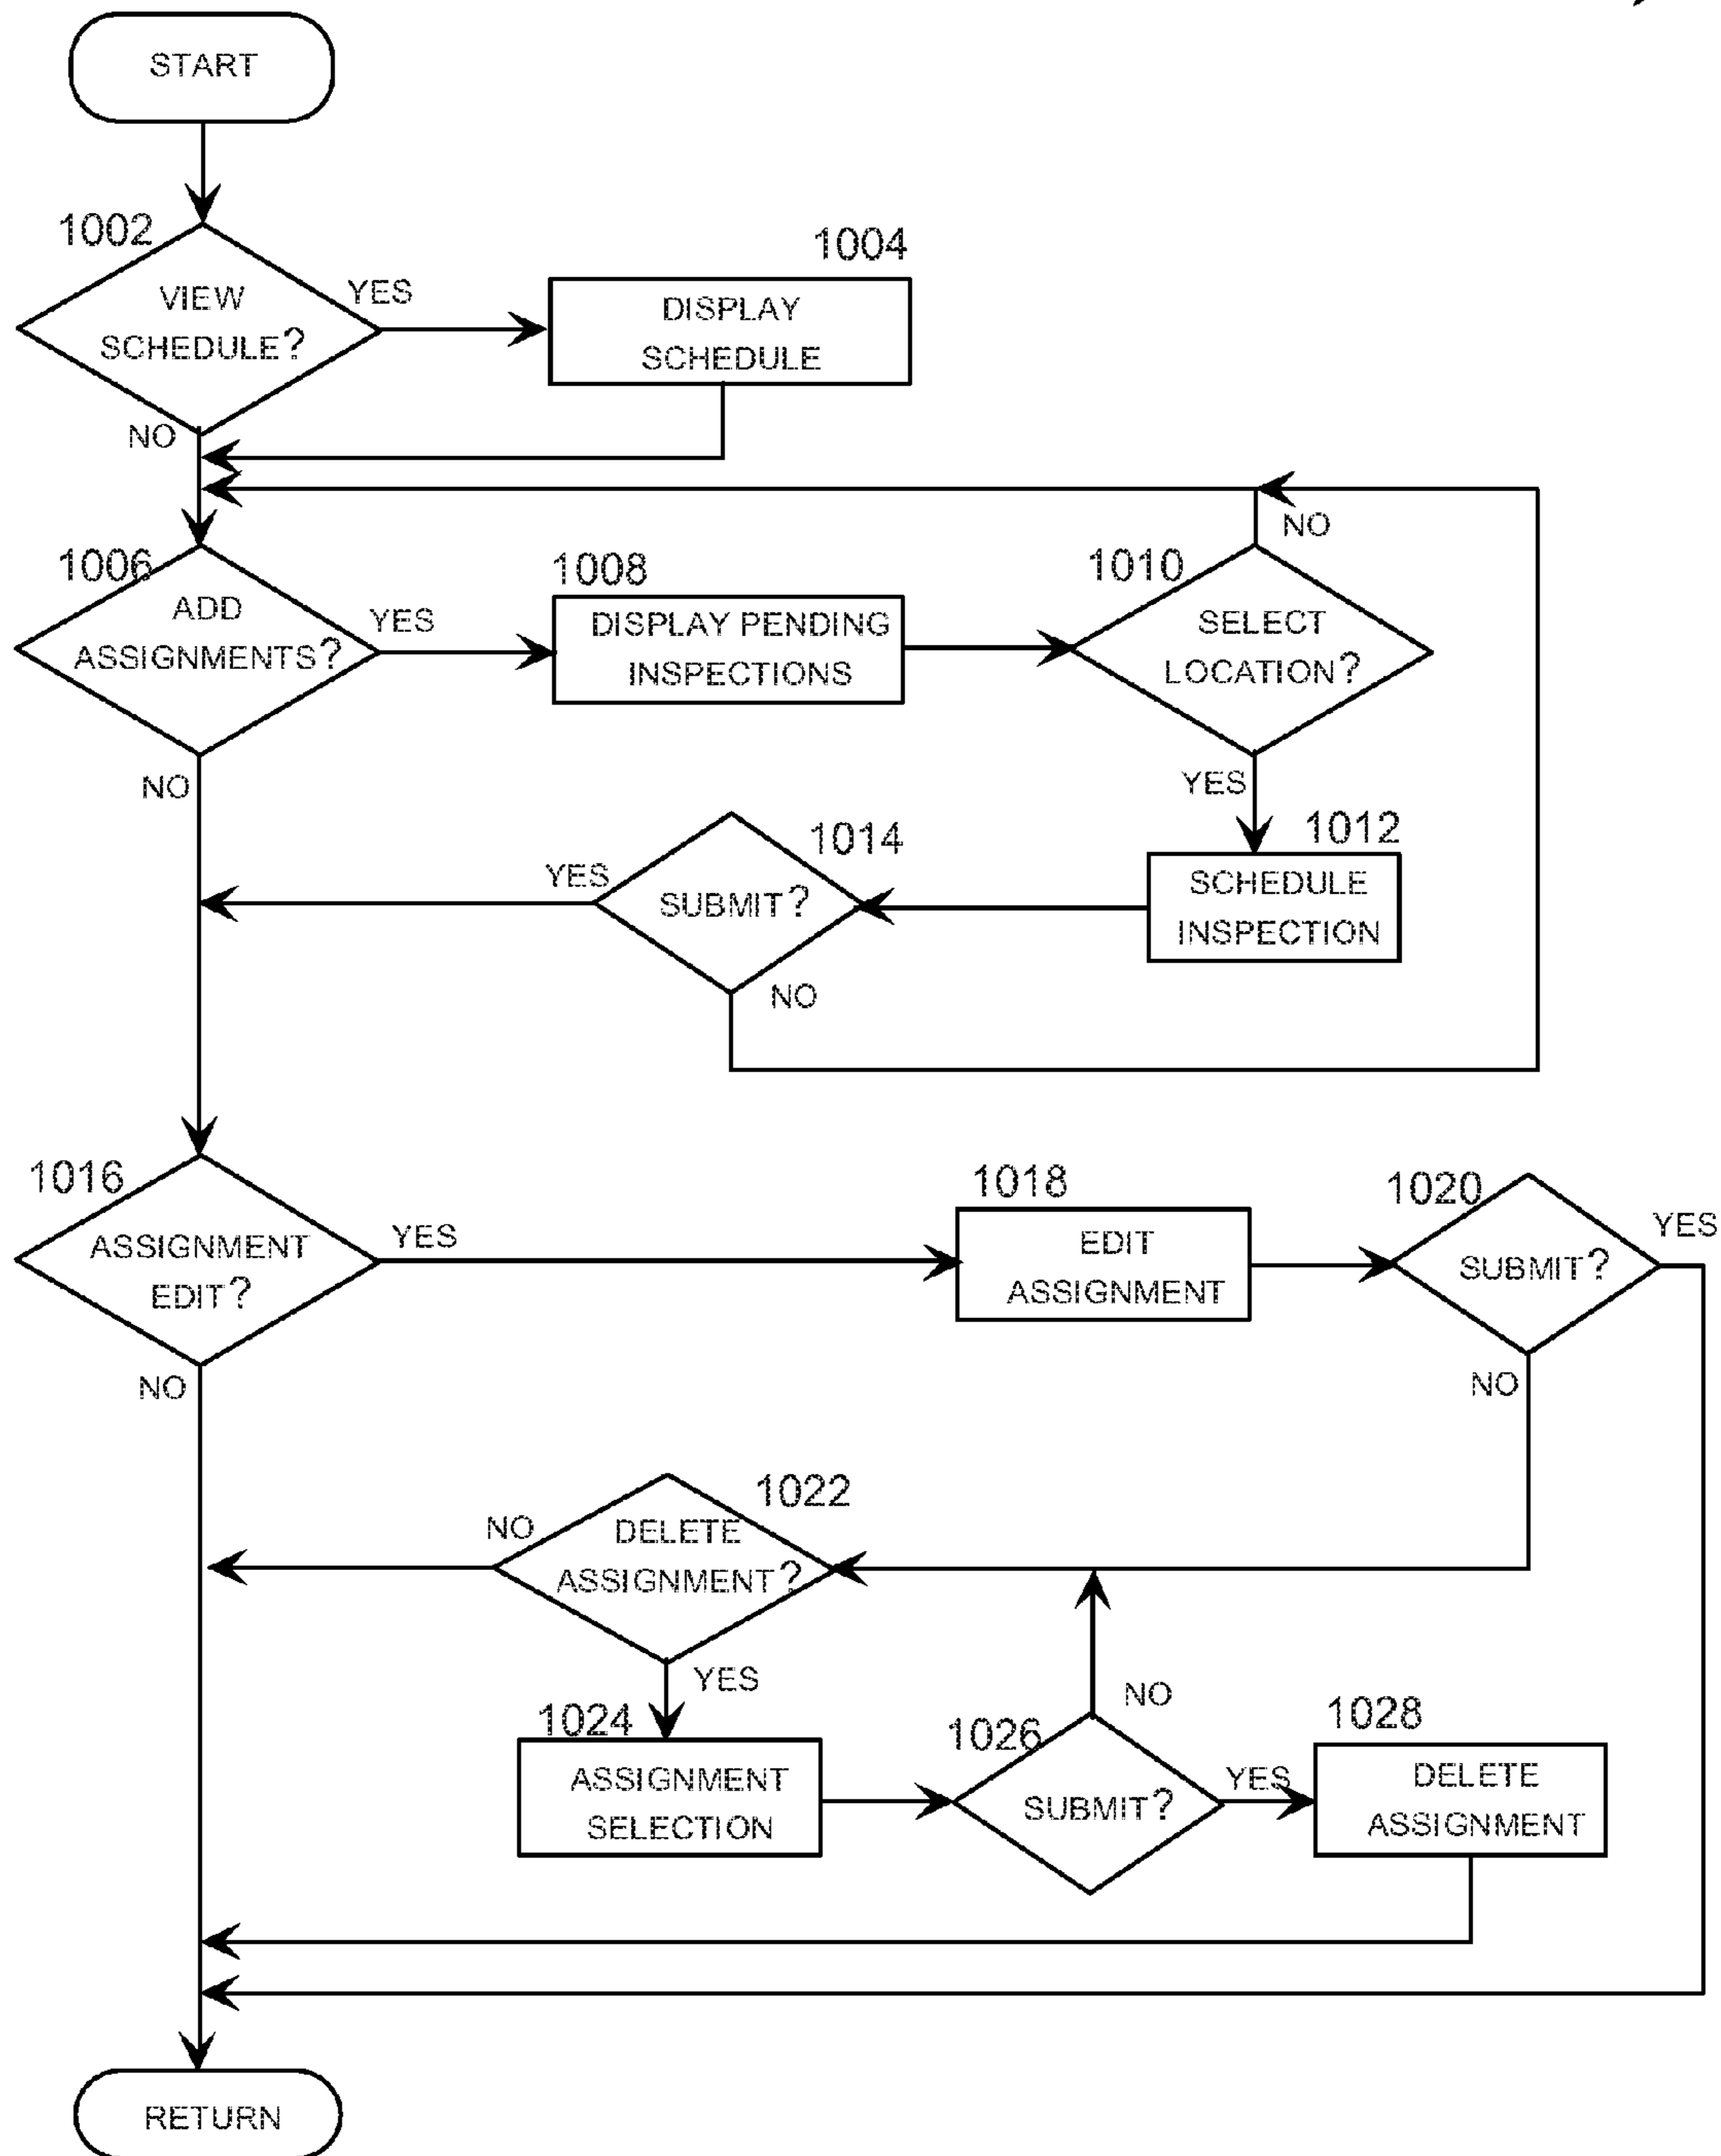 START
1002
VIEW
SCHEDULE?
YES
NO
1004
DISPLAY
SCHEDULE
1006
ADD
ASSIGNMENTS?
YES
NO
1008
DISPLAY PENDING
INSPECTIONS
1010
SELECT
LOCATION?
NO
YES
1012
SCHEDULE
INSPECTION
1014
SUBMIT?
YES
NO
1016
ASSIGNMENT
EDIT?
YES
NO
1018
EDIT
ASSIGNMENT
1020
SUBMIT?
YES
NO
1022
DELETE
ASSIGNMENT?
NO
YES
1024
ASSIGNMENT
SELECTION
1026
SUBMIT?
NO
YES
1028
DELETE
ASSIGNMENT
RETURN